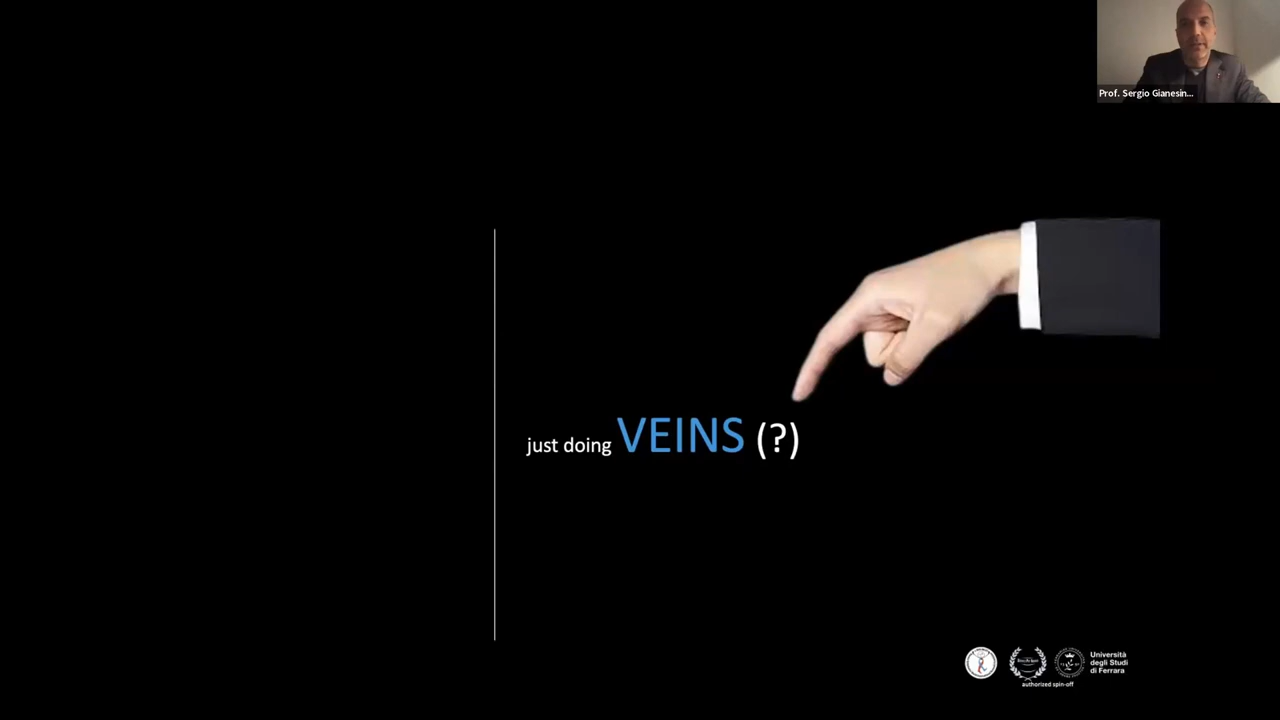 Prof. Sergio Gianesin...
just doing VEINS (?)
Università
degli Studi
di Ferrara
authorized spin-off